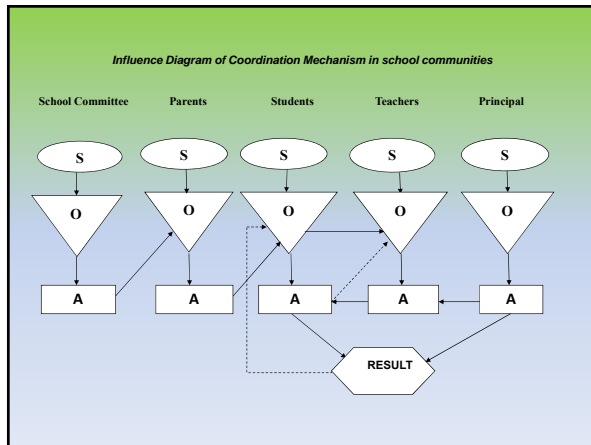 Influence Diagram of Coordination Mechanism in school communities
School Committee Parents Students Teachers Principal
S S S S S
O O O O O
A A A A A
RESULT